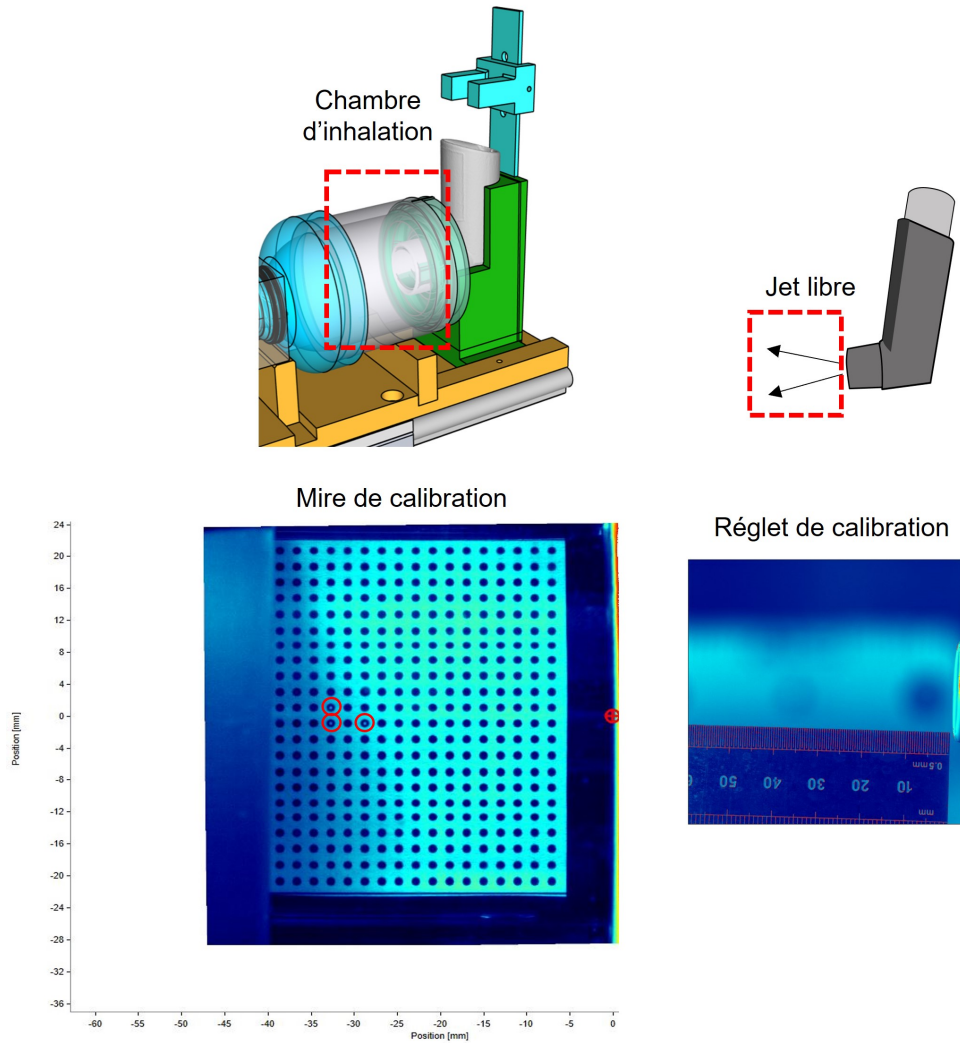 Chambre
d'inhalation
Jet libre
Mire de calibration
Réglet de calibration
24
20
16
12
8
4
0
-4
-8
-12
-16
-20
-24
-28
-32
-36
Position [mm]
-60 -55 -50 -45 -40 -35 -30 -25 -20 -15 -10 -5 0
Position [mm]
0.5 mm
50 40 30 20 10
mm